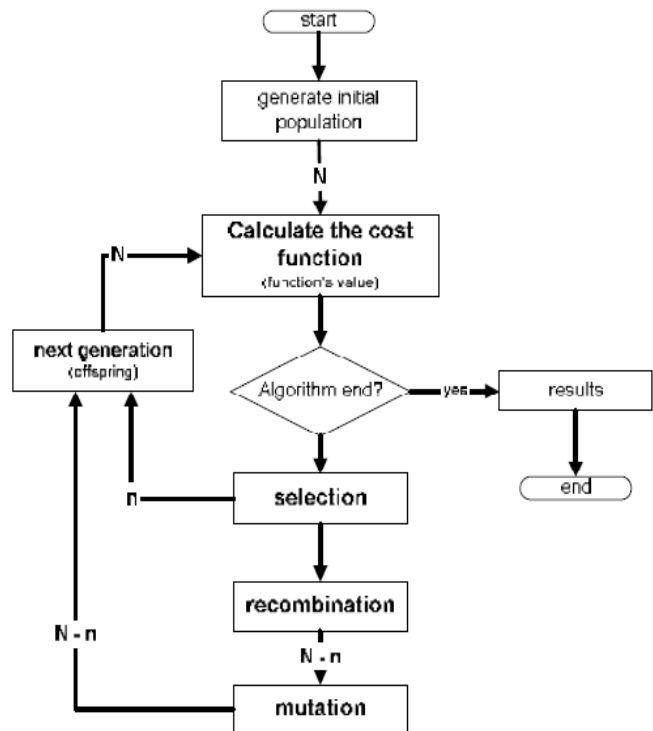 start
generate initial
population
N
Calculate the cost
function
(function's value)
N
next generation
(offspring)
Algorithm end?
yes
results
end
n
selection
recombination
N - n
N - n
mutation